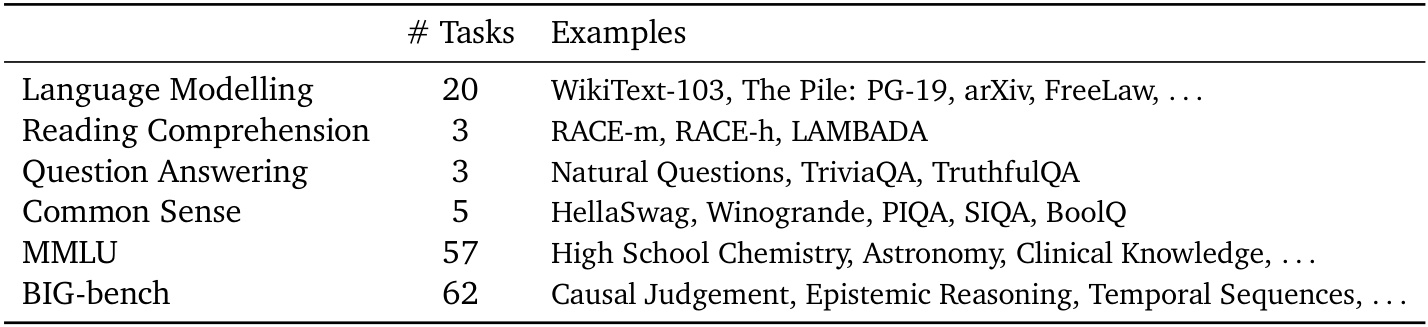 # Tasks Examples
Language Modelling 20 WikiText-103, The Pile: PG-19, arXiv, FreeLaw, . . .
Reading Comprehension 3 RACE-m, RACE-h, LAMBADA
Question Answering 3 Natural Questions, TriviaQA, TruthfulQA
Common Sense 5 HellaSwag, Winogrande, PIQA, SIQA, BoolQ
MMLU 57 High School Chemistry, Astronomy, Clinical Knowledge, . . .
BIG-bench 62 Causal Judgement, Epistemic Reasoning, Temporal Sequences, . . .